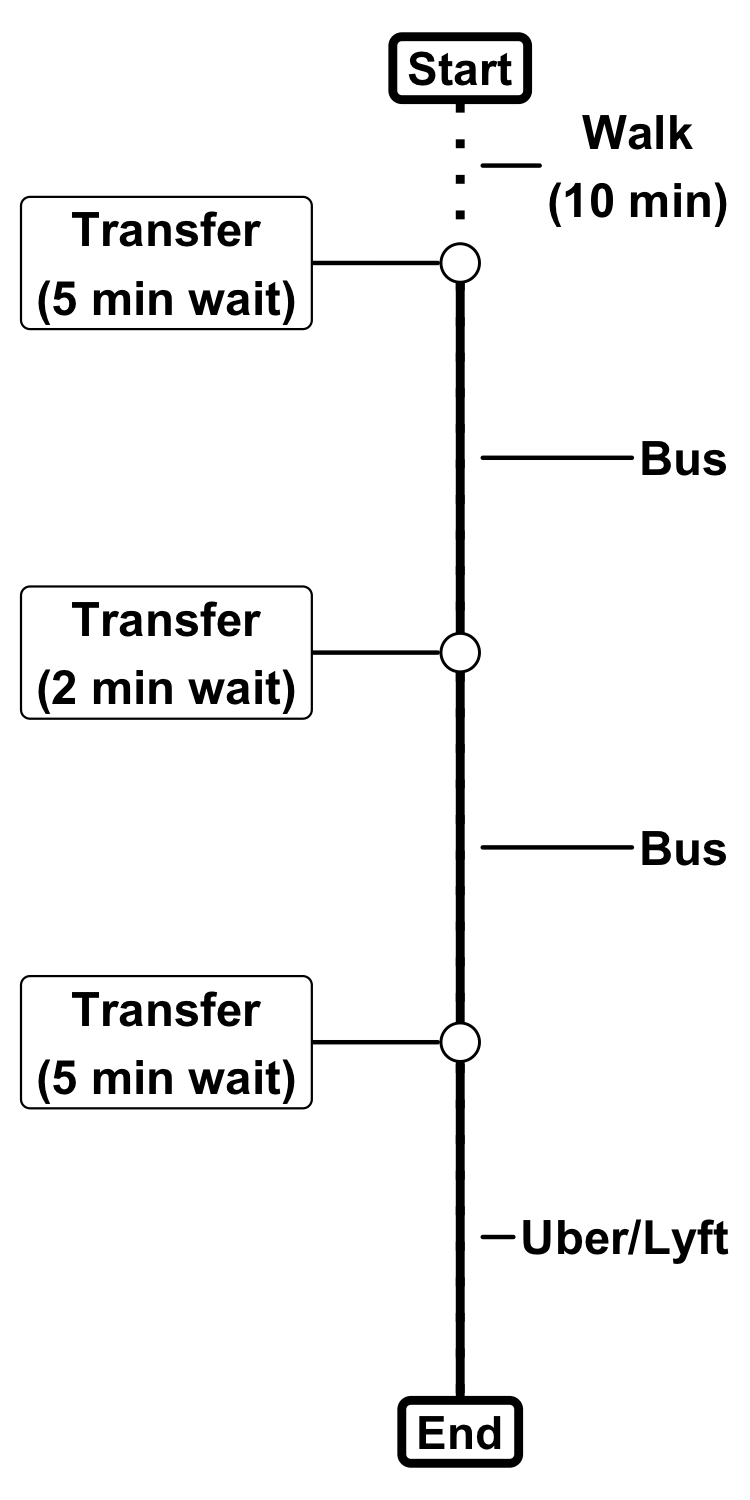 Start
Walk
(10 min)
Transfer
(5 min wait)
Bus
Transfer
(2 min wait)
Bus
Transfer
(5 min wait)
Uber/Lyft
End